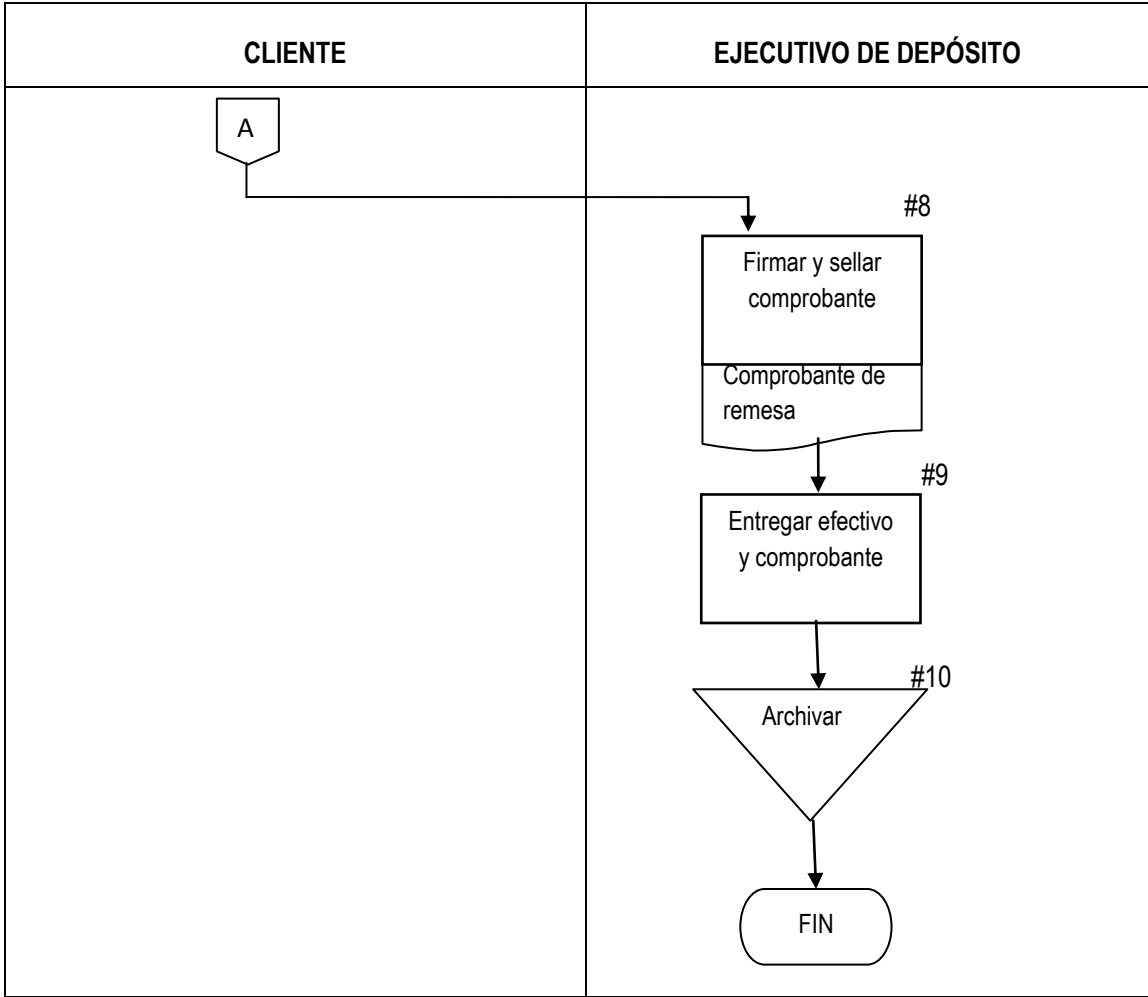 CLIENTE
EJECUTIVO DE DEPÓSITO
A
#8
Firmar y sellar
comprobante
Comprobante de
remesa
#9
Entregar efectivo
y comprobante
#10
Archivar
FIN